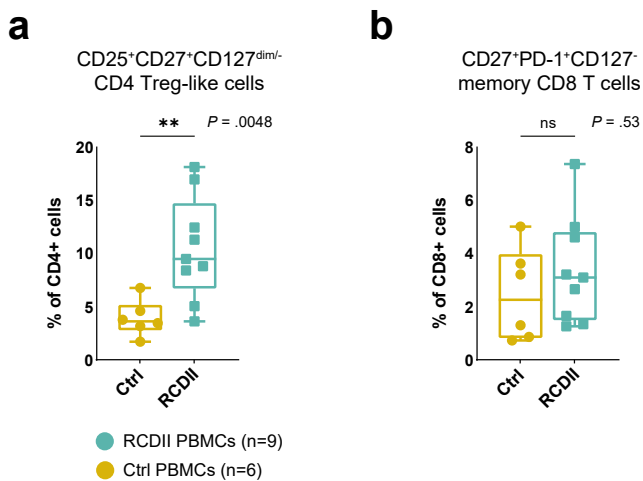 a
CD25⁺CD27⁺CD127ᵈⁱᵐ/⁻
CD4 Treg-like cells
** P = .0048
% of CD4+ cells
20
15
10
5
0
Ctrl
RCDII
b
CD27⁺PD-1⁺CD127⁻
memory CD8 T cells
ns P = .53
% of CD8+ cells
8
6
4
2
0
Ctrl
RCDII
RCDII PBMCs (n=9)
Ctrl PBMCs (n=6)